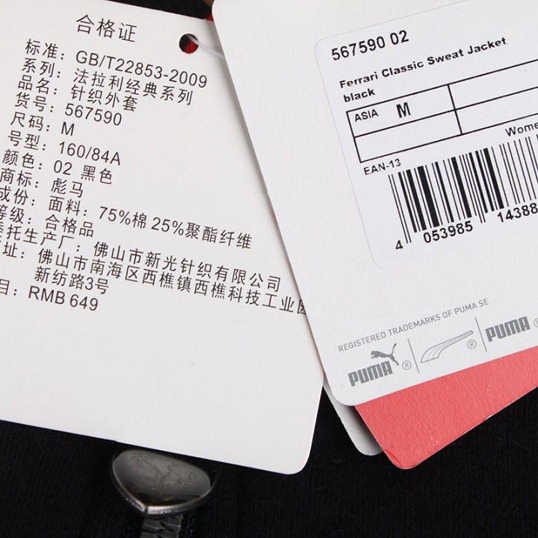 合格证
标准: GB/T22853-2009
系列: 法拉利经典系列
品名: 针织外套
货号: 567590
尺码: M
号型: 160/84A
颜色: 02 黑色
商标: 彪马
成份: 面料: 75%棉 25%聚酯纤维
等级: 合格品
委托生产厂: 佛山市新光针织有限公司
址: 佛山市南海区西樵镇西樵科技工业园
新纺路3号
目: RMB 649
567590 02
Ferrari Classic Sweat Jacket
black
ASIA M
Wome
EAN-13
4 053985 14388
REGISTERED TRADEMARKS OF PUMA SE
PUMA ® ® PUMA ®